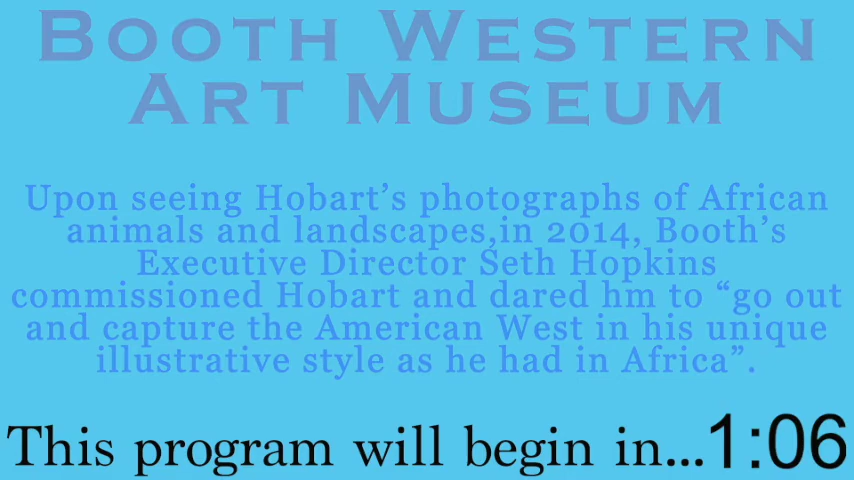 Booth Western
Art Museum
Upon seeing Hobart’s photographs of African
animals and landscapes,in 2014, Booth’s
Executive Director Seth Hopkins
commissioned Hobart and dared hm to “go out
and capture the American West in his unique
illustrative style as he had in Africa”.
This program will begin in...1:06